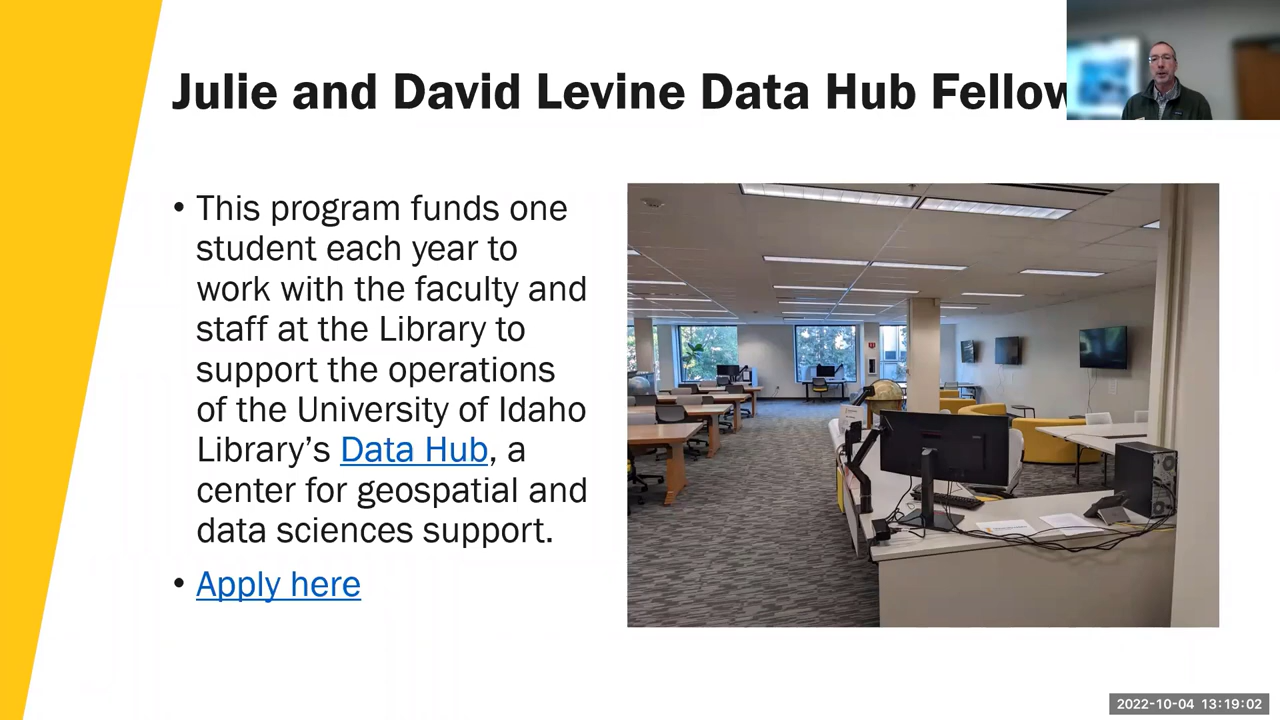 Julie and David Levine Data Hub Fellow
• This program funds one
student each year to
work with the faculty and
staff at the Library to
support the operations
of the University of Idaho
Library’s Data Hub, a
center for geospatial and
data sciences support.
• Apply here
2022-10-04 13:19:02